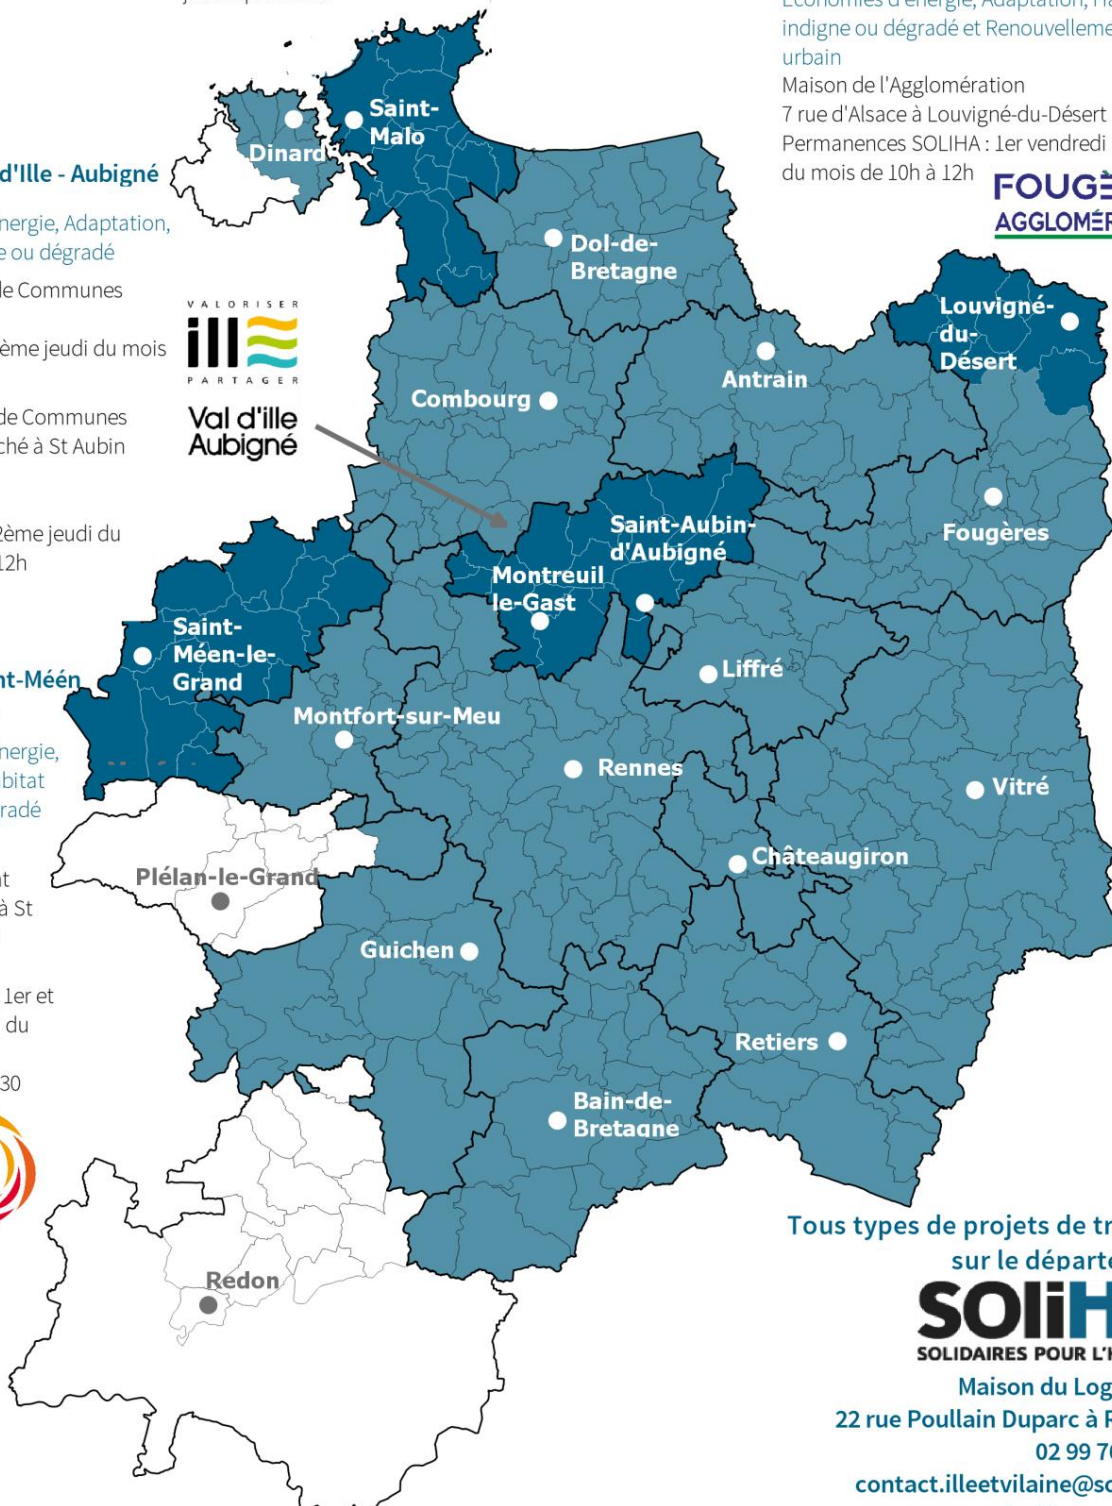 indigne ou dégradé et Renouvelleme
urbain
Maison de l'Agglomération
7 rue d'Alsace à Louvigné-du-Désert
Permanences SOLIHA : 1er vendredi
du mois de 10h à 12h
FOUGÈ
AGGLOMÉR
d'Ille - Aubigné
nergie, Adaptation,
e ou dégradé
de Communes
ème jeudi du mois
de Communes
ché à St Aubin
2ème jeudi du
12h
VALORISER
ill
PARTAGER
Val d'ille
Aubigné
Saint-
Malo
Dinard
Dol-de-
Bretagne
Louvigné-
du-
Désert
Antrain
Combourg
Fougères
Saint-Aubin-
d'Aubigné
Montreuil
le-Gast
Saint-
Méen-le-
Grand
Liffré
Montfort-sur-Meu
Rennes
Vitré
Châteaugiron
Plélan-le-Grand
Guichen
Retiers
Bain-de-
Bretagne
Redon
nt-Méén
nergie,
bitat
radé
nt
à St
1er et
du
30
Tous types de projets de tr
sur le départe
SOliH
SOLIDAIRES POUR L'H
Maison du Log
22 rue Poullain Duparc à R
02 99 7
contact.illeetvilaine@so